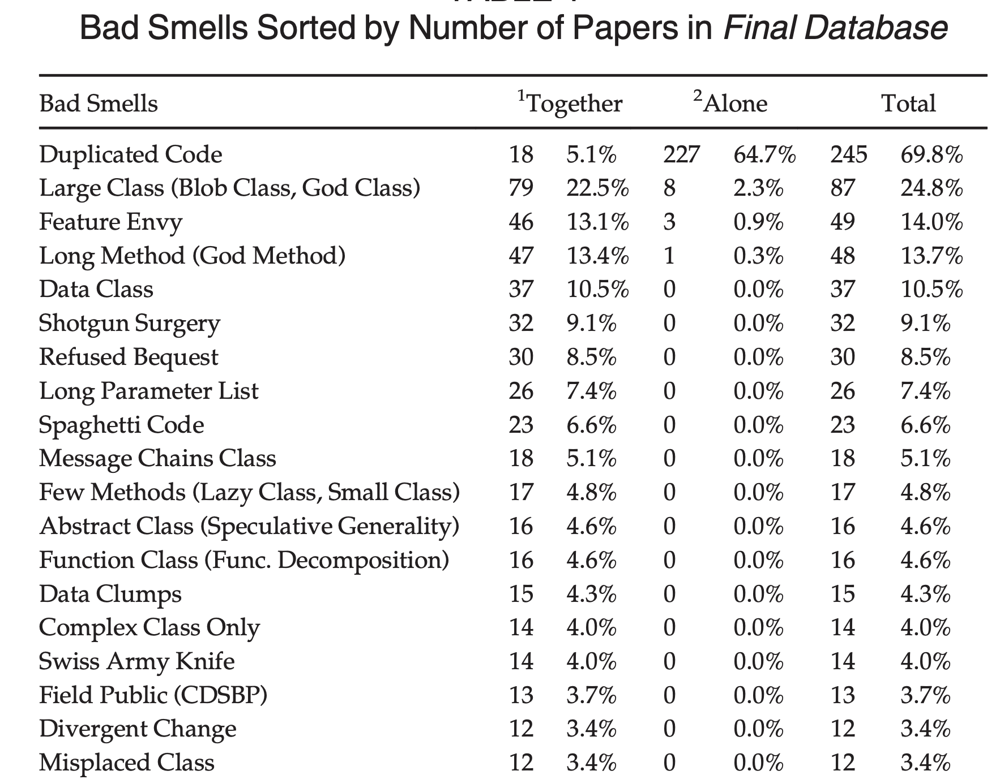 Bad Smells Sorted by Number of Papers in Final Database
Bad Smells 1Together 2Alone Total
Duplicated Code 18 5.1% 227 64.7% 245 69.8%
Large Class (Blob Class, God Class) 79 22.5% 8 2.3% 87 24.8%
Feature Envy 46 13.1% 3 0.9% 49 14.0%
Long Method (God Method) 47 13.4% 1 0.3% 48 13.7%
Data Class 37 10.5% 0 0.0% 37 10.5%
Shotgun Surgery 32 9.1% 0 0.0% 32 9.1%
Refused Bequest 30 8.5% 0 0.0% 30 8.5%
Long Parameter List 26 7.4% 0 0.0% 26 7.4%
Spaghetti Code 23 6.6% 0 0.0% 23 6.6%
Message Chains Class 18 5.1% 0 0.0% 18 5.1%
Few Methods (Lazy Class, Small Class) 17 4.8% 0 0.0% 17 4.8%
Abstract Class (Speculative Generality) 16 4.6% 0 0.0% 16 4.6%
Function Class (Func. Decomposition) 16 4.6% 0 0.0% 16 4.6%
Data Clumps 15 4.3% 0 0.0% 15 4.3%
Complex Class Only 14 4.0% 0 0.0% 14 4.0%
Swiss Army Knife 14 4.0% 0 0.0% 14 4.0%
Field Public (CDSBP) 13 3.7% 0 0.0% 13 3.7%
Divergent Change 12 3.4% 0 0.0% 12 3.4%
Misplaced Class 12 3.4% 0 0.0% 12 3.4%